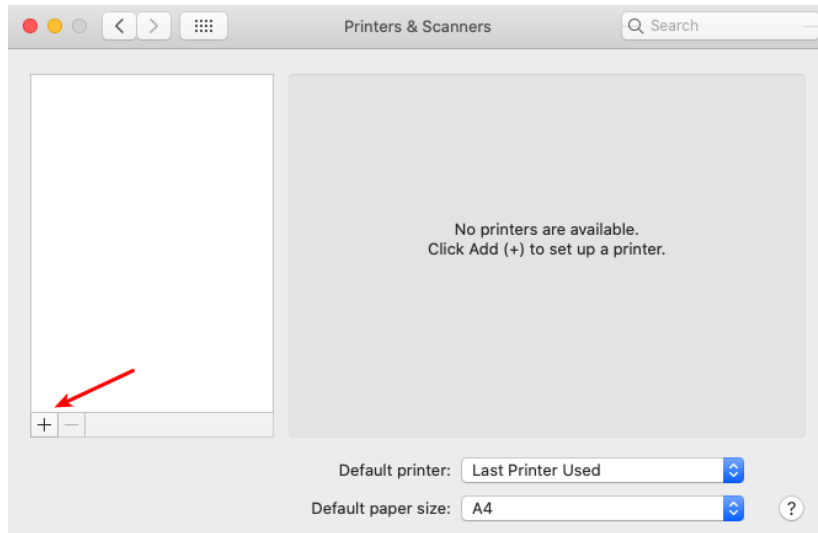 Printers & Scanners
Search
No printers are available.
Click Add (+) to set up a printer.
+ −
Default printer: Last Printer Used
Default paper size: A4
?